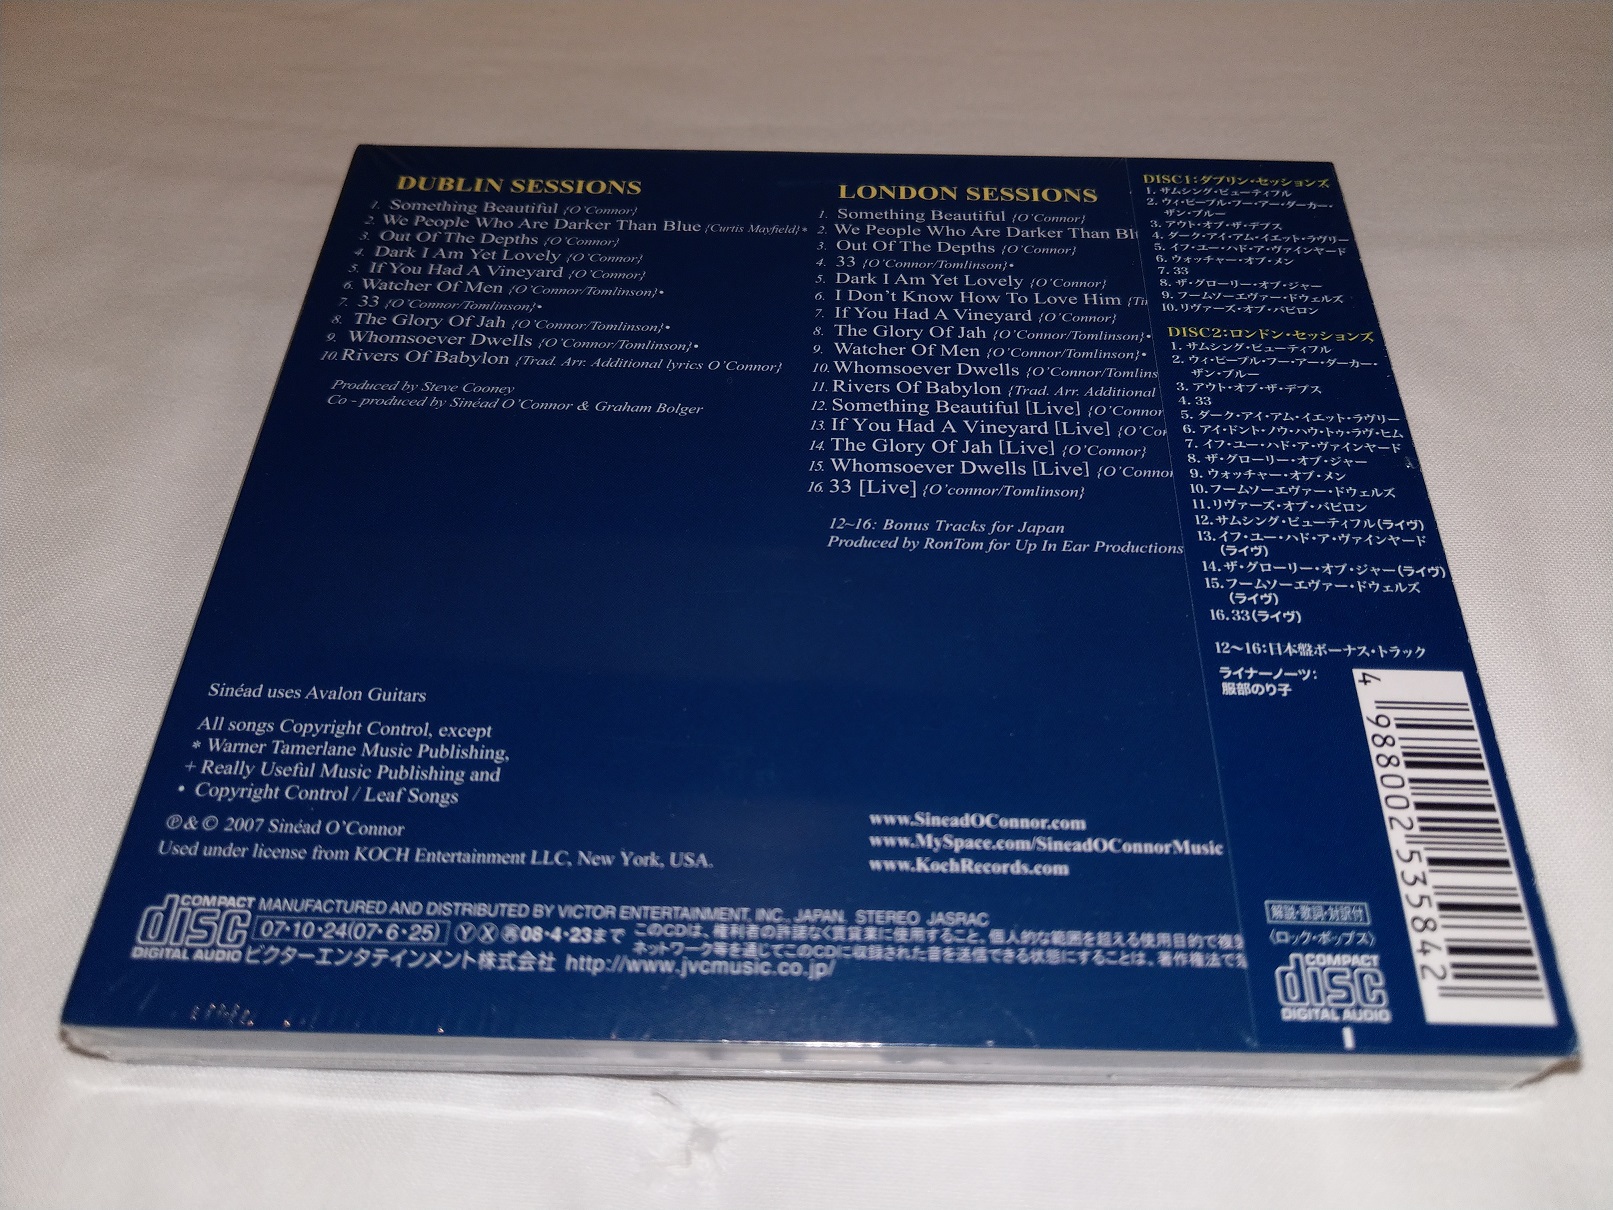 DUBLIN SESSIONS
1. Something Beautiful {O'Connor}
2. We People Who Are Darker Than Blue {Curtis Mayfield}*
3. Out Of The Depths {O'Connor}
4. Dark I Am Yet Lovely {O'Connor}
5. If You Had A Vineyard {O'Connor}
6. Watcher Of Men {O'Connor/Tomlinson}•
7. 33 {O'Connor/Tomlinson}•
8. The Glory Of Jah {O'Connor/Tomlinson}•
9. Whomsoever Dwells {O'Connor/Tomlinson}•
10. Rivers Of Babylon {Trad. Arr. Additional lyrics O'Connor}
Produced by Steve Cooney
Co - produced by Sinéad O'Connor & Graham Bolger
LONDON SESSIONS
1. Something Beautiful {O'Connor}
2. We People Who Are Darker Than Bl
3. Out Of The Depths {O'Connor}
4. 33 {O'Connor/Tomlinson}•
5. Dark I Am Yet Lovely {O'Connor}
6. I Don't Know How To Love Him {Ti
7. If You Had A Vineyard {O'Connor}
8. The Glory Of Jah {O'Connor/Tomlinson}•
9. Watcher Of Men {O'Connor/Tomlinson}•
10. Whomsoever Dwells {O'Connor/Tomlins
11. Rivers Of Babylon {Trad. Arr. Additional
12. Something Beautiful [Live] {O'Connor
13. If You Had A Vineyard [Live] {O'Co
14. The Glory Of Jah [Live] {O'Connor}
15. Whomsoever Dwells [Live] {O'Connor
16. 33 [Live] {O'connor/Tomlinson}
12~16: Bonus Tracks for Japan
Produced by RonTom for Up In Ear Productions
DISC1:ダブリン・セッションズ
1. サムシング・ビューティフル
2. ウィ・ピープル・フー・アー・ダーカー・
ザン・ブルー
3. アウト・オブ・ザ・デプス
4. ダーク・アイ・アム・イエット・ラヴリー
5. イフ・ユー・ハド・ア・ヴァインヤード
6. ウォッチャー・オブ・メン
7. 33
8. ザ・グローリー・オブ・ジャー
9. フームソーエヴァー・ドウェルズ
10. リヴァーズ・オブ・バビロン
DISC2:ロンドン・セッションズ
1. サムシング・ビューティフル
2. ウィ・ピープル・フー・アー・ダーカー・
ザン・ブルー
3. アウト・オブ・ザ・デプス
4. 33
5. ダーク・アイ・アム・イエット・ラヴリー
6. アイ・ドント・ノウ・ハウ・トゥ・ラヴ・ヒム
7. イフ・ユー・ハド・ア・ヴァインヤード
8. ザ・グローリー・オブ・ジャー
9. ウォッチャー・オブ・メン
10. フームソーエヴァー・ドウェルズ
11. リヴァーズ・オブ・バビロン
12. サムシング・ビューティフル(ライヴ)
13. イフ・ユー・ハド・ア・ヴァインヤード
(ライヴ)
14. ザ・グローリー・オブ・ジャー(ライヴ)
15. フームソーエヴァー・ドウェルズ
(ライヴ)
16. 33(ライヴ)
12〜16:日本盤ボーナス・トラック
ライナーノーツ:
服部のり子
4 988002 535842
Sinéad uses Avalon Guitars
All songs Copyright Control, except
* Warner Tamerlane Music Publishing,
+ Really Useful Music Publishing and
• Copyright Control / Leaf Songs
℗ & © 2007 Sinéad O'Connor
Used under license from KOCH Entertainment LLC, New York, USA.
www.SineadOConnor.com
www.MySpace.com/SineadOConnorMusic
www.KochRecords.com
COMPACT disc DIGITAL AUDIO
MANUFACTURED AND DISTRIBUTED BY VICTOR ENTERTAINMENT, INC., JAPAN. STEREO JASRAC
07・10・24(07・6・25) Ⓨ Ⓧ 08・4・23まで
このCDは、権利者の許諾なく賃貸業に使用すること、個人的な範囲を超える使用目的で複
ネットワーク等を通じてこのCDに収録された音を送信できる状態にすることは、著作権法で
ビクターエンタテインメント株式会社 http://www.jvcmusic.co.jp/
解説・歌詞・対訳付
〈ロック・ポップス〉
COMPACT disc DIGITAL AUDIO